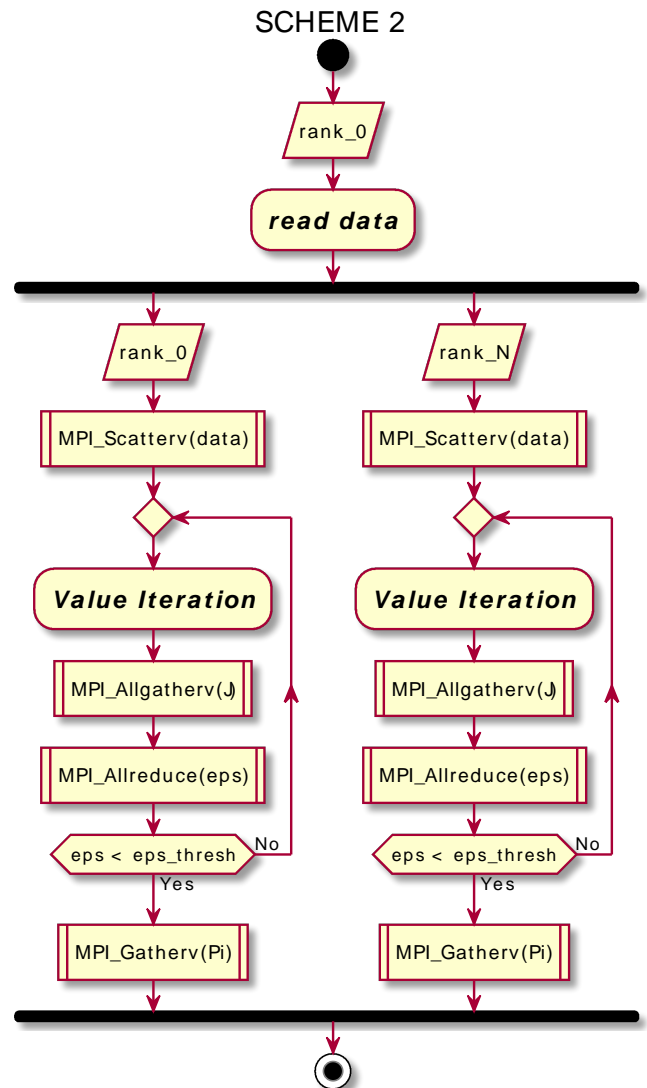 SCHEME 2
rank_0
read data
rank_0
rank_N
MPI_Scatterv(data)
MPI_Scatterv(data)
Value Iteration
Value Iteration
MPI_Allgatherv(J)
MPI_Allgatherv(J)
MPI_Allreduce(eps)
MPI_Allreduce(eps)
eps < eps_thresh
No
eps < eps_thresh
No
Yes
Yes
MPI_Gatherv(Pi)
MPI_Gatherv(Pi)